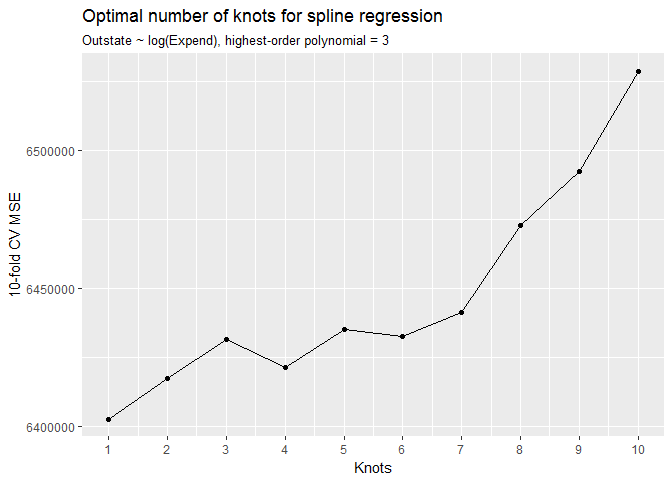 Optimal number of knots for spline regression
Outstate ~ log(Expend), highest-order polynomial = 3
10-fold CV MSE
6500000
6450000
6400000
1 2 3 4 5 6 7 8 9 10
Knots